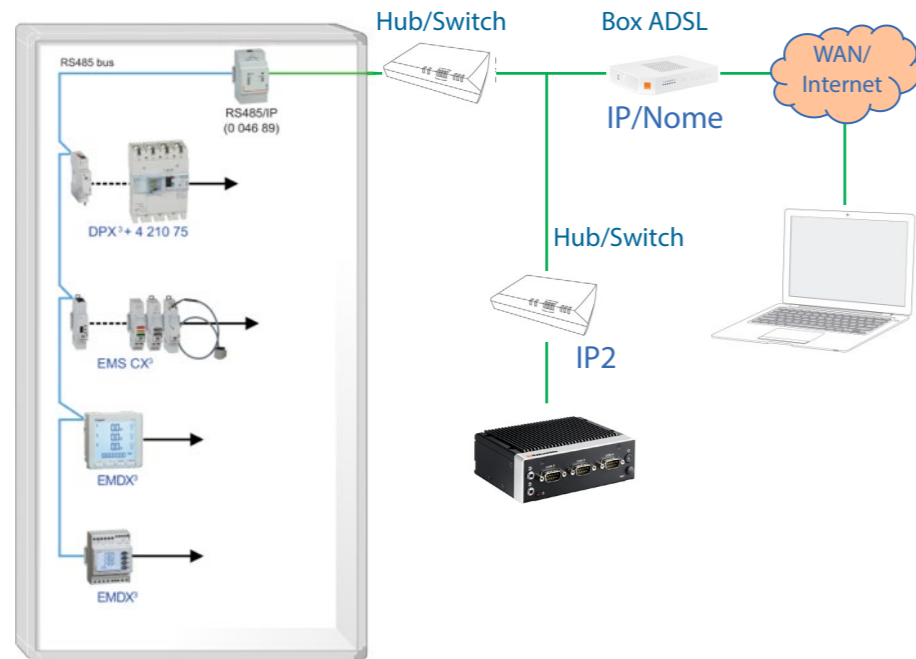 Hub/Switch
Box ADSL
WAN/
Internet
RS485 bus
RS485/IP
(0 046 89)
IP/Nome
DPX³+ 4 210 75
Hub/Switch
EMS CX³
IP2
EMDX³
EMDX³